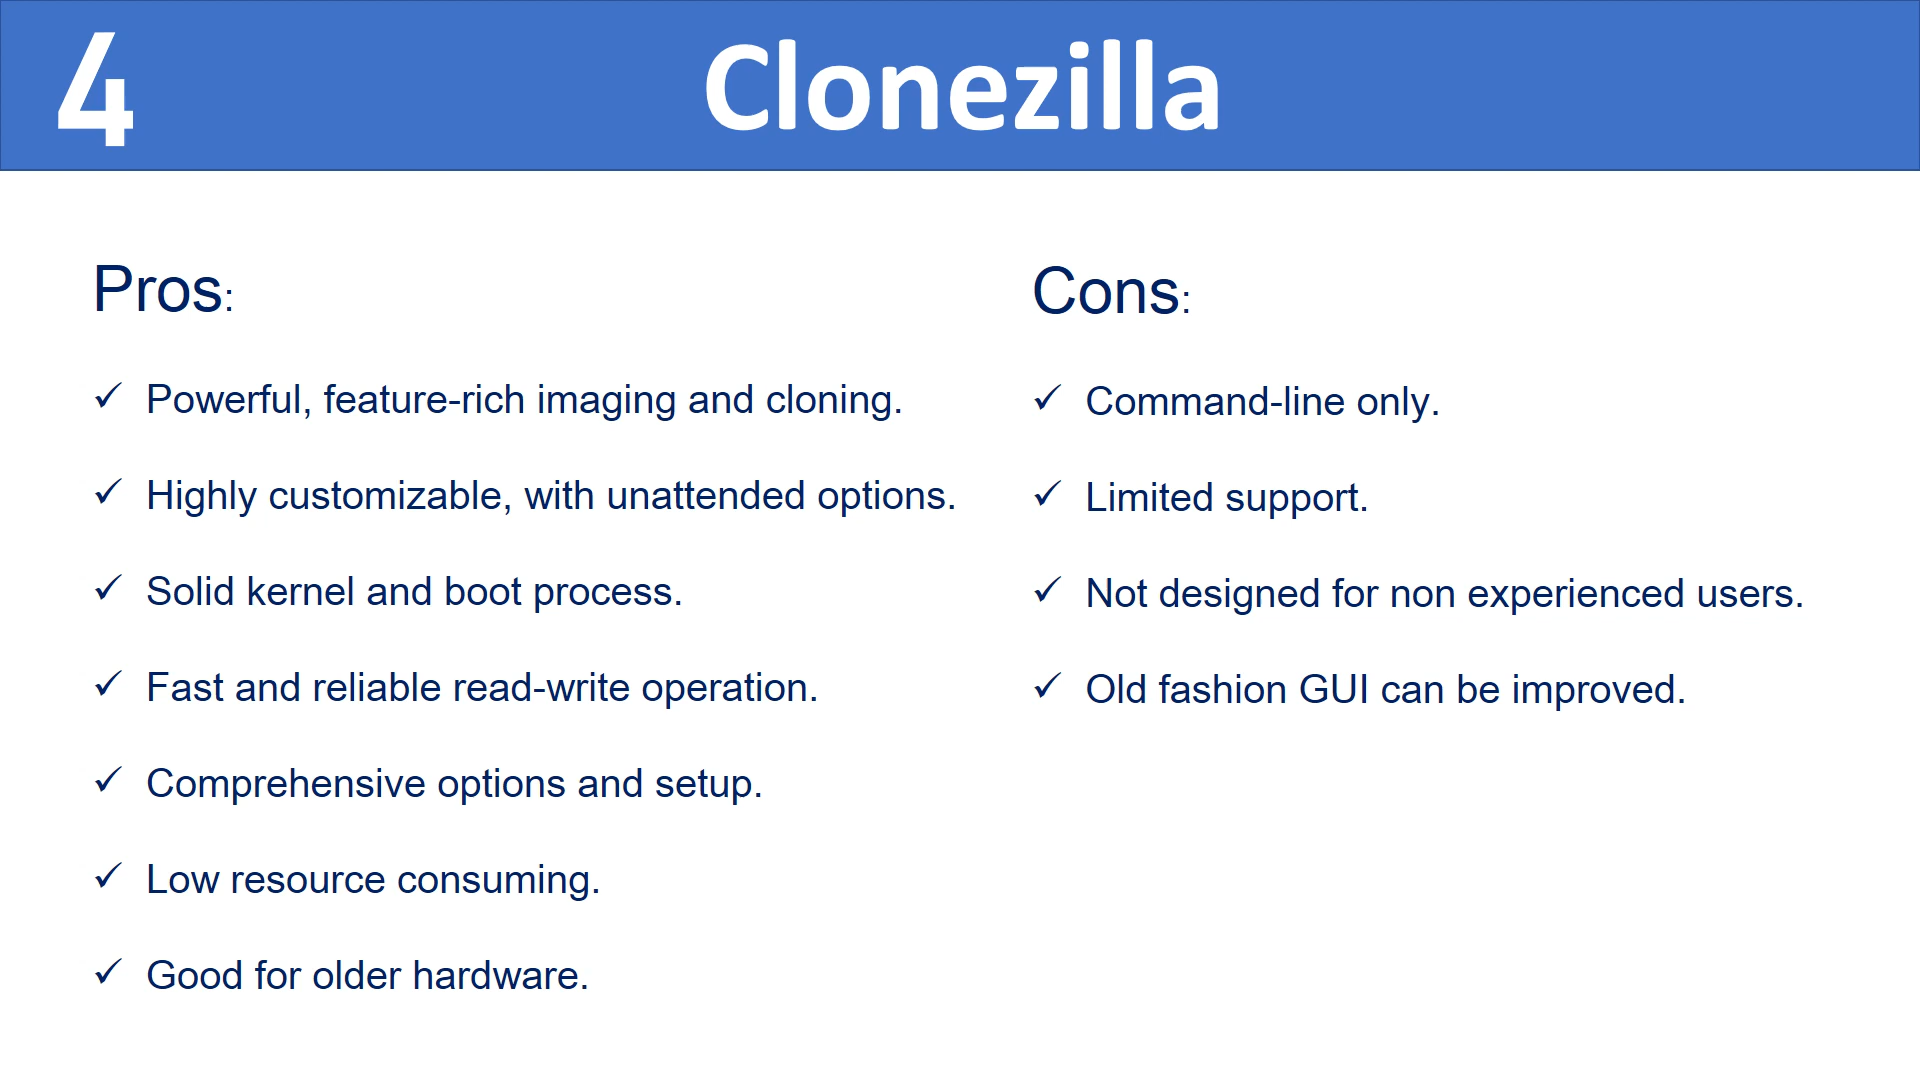 4
Clonezilla
Pros:
✓ Powerful, feature-rich imaging and cloning.
✓ Highly customizable, with unattended options.
✓ Solid kernel and boot process.
✓ Fast and reliable read-write operation.
✓ Comprehensive options and setup.
✓ Low resource consuming.
✓ Good for older hardware.
Cons:
✓ Command-line only.
✓ Limited support.
✓ Not designed for non experienced users.
✓ Old fashion GUI can be improved.